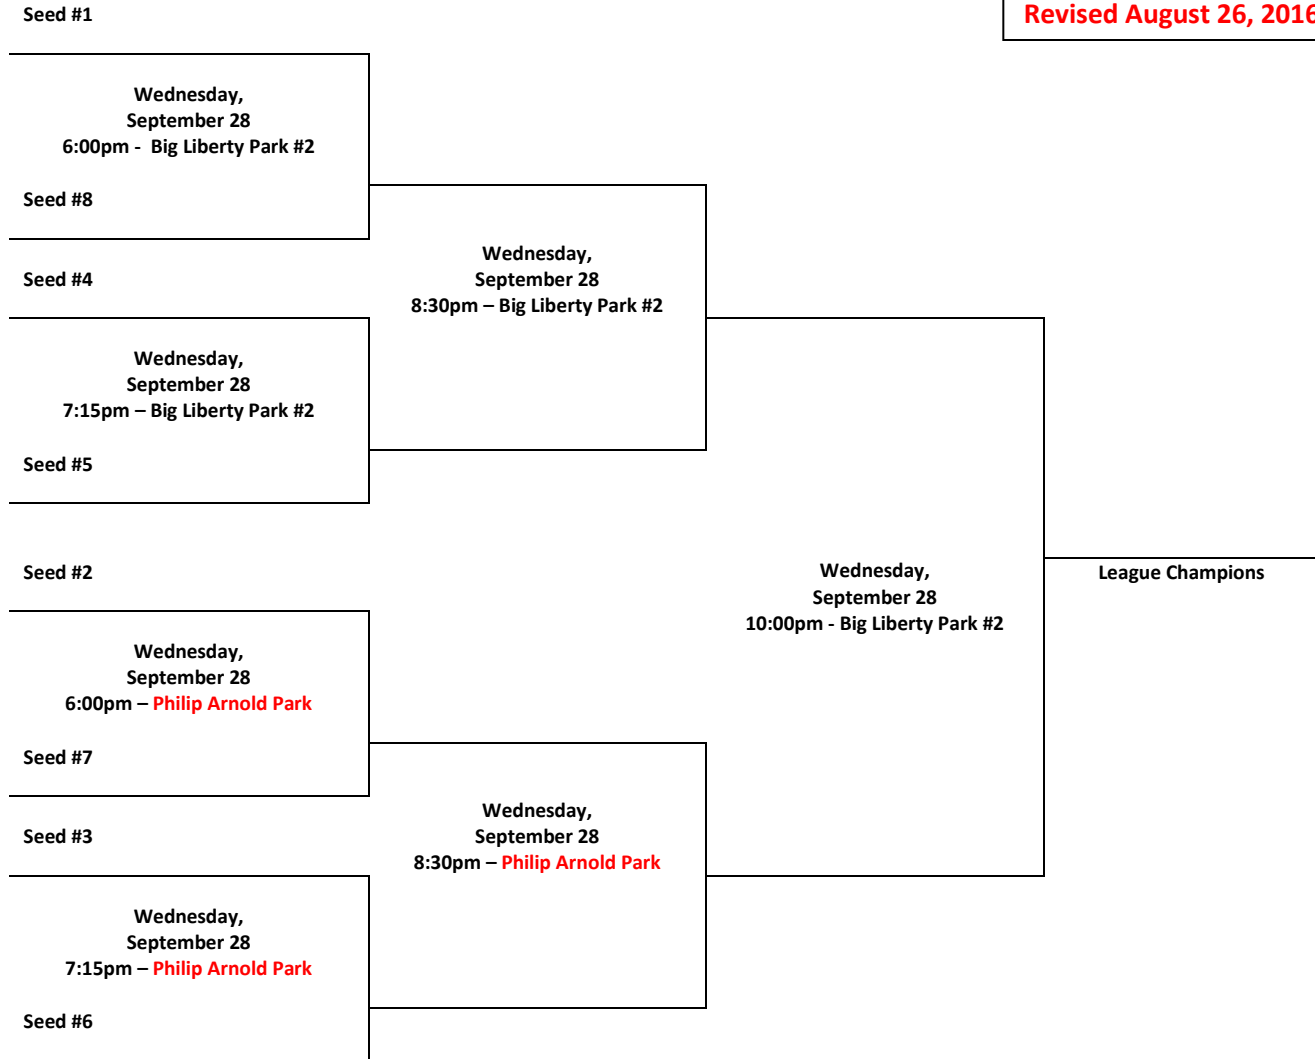 Seed #1
Revised August 26, 2016
Wednesday,
September 28
6:00pm - Big Liberty Park #2
Seed #8
Wednesday,
September 28
8:30pm – Big Liberty Park #2
Seed #4
Wednesday,
September 28
7:15pm – Big Liberty Park #2
Seed #5
Seed #2
Wednesday,
September 28
10:00pm - Big Liberty Park #2
League Champions
Wednesday,
September 28
6:00pm – Philip Arnold Park
Seed #7
Wednesday,
September 28
8:30pm – Philip Arnold Park
Seed #3
Wednesday,
September 28
7:15pm – Philip Arnold Park
Seed #6